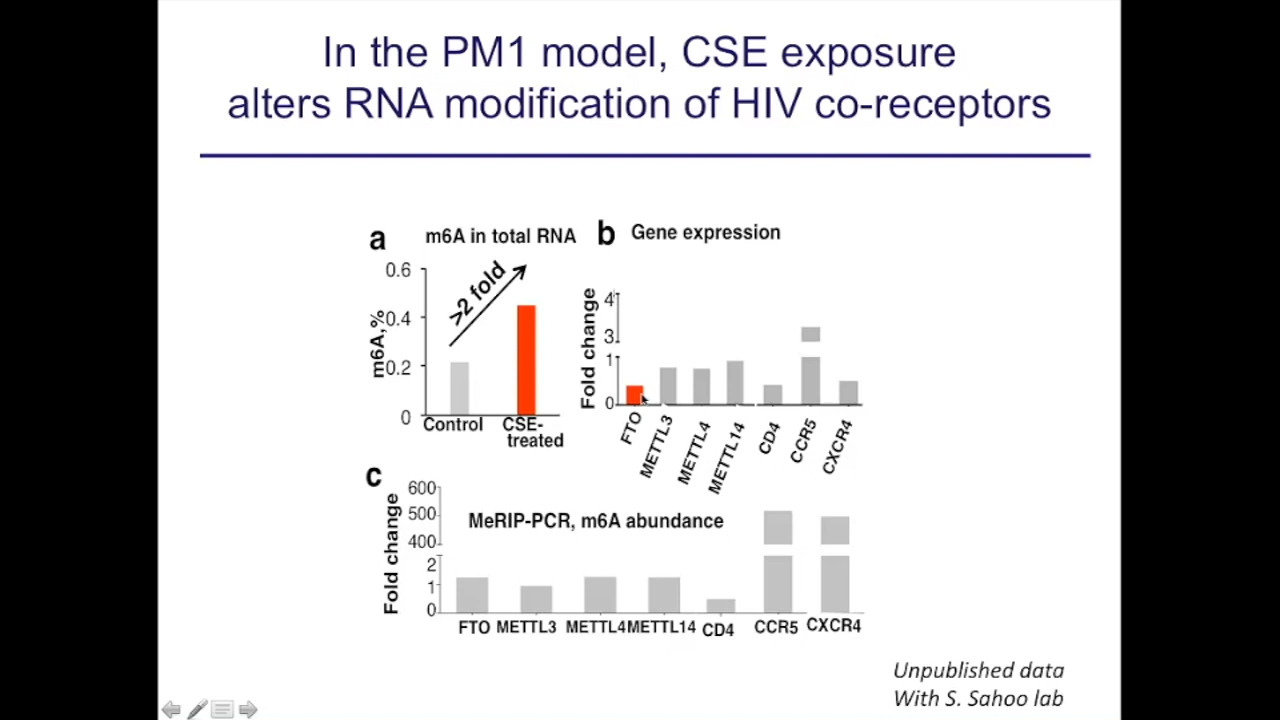 In the PM1 model, CSE exposure
alters RNA modification of HIV co-receptors
a
m6A in total RNA
0.6
0.4
0.2
0
m6A,%
>2 fold
Control
CSE-
treated
b
Gene expression
Fold change
4
3
1
0
FTO
METTL3
METTL4
METTL14
CD4
CCR5
CXCR4
c
MeRIP-PCR, m6A abundance
Fold change
600
500
400
2
1
0
FTO METTL3 METTL4 METTL14 CD4 CCR5 CXCR4
Unpublished data
With S. Sahoo lab